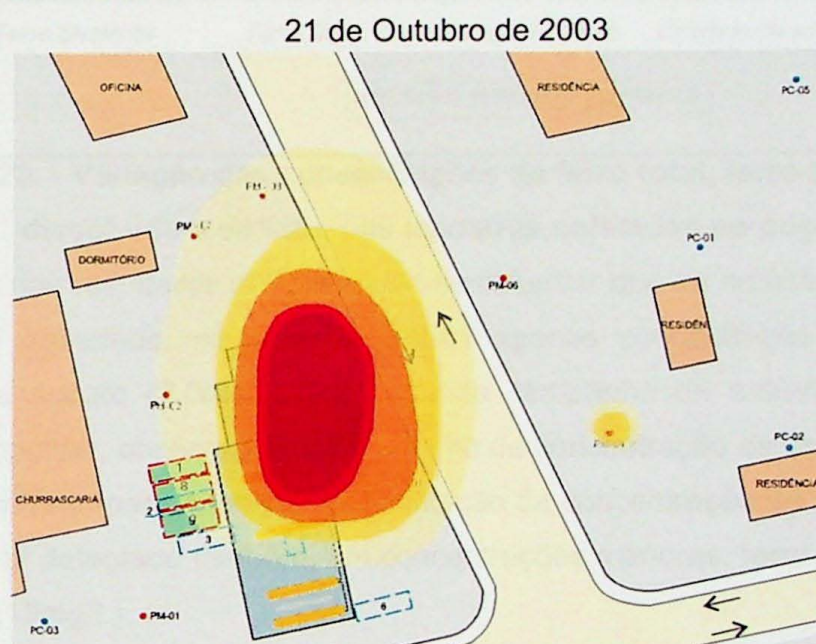 21 de Outubro de 2003
OFICINA
RESIDÊNCIA
PC-05
PC-01
DORMITÓRIO
PM-06
RESIDÊN
1
8
2
9
3
CHURRASCARIA
PC-02
RESIDÊNCIA
6
PM-01
PC-03